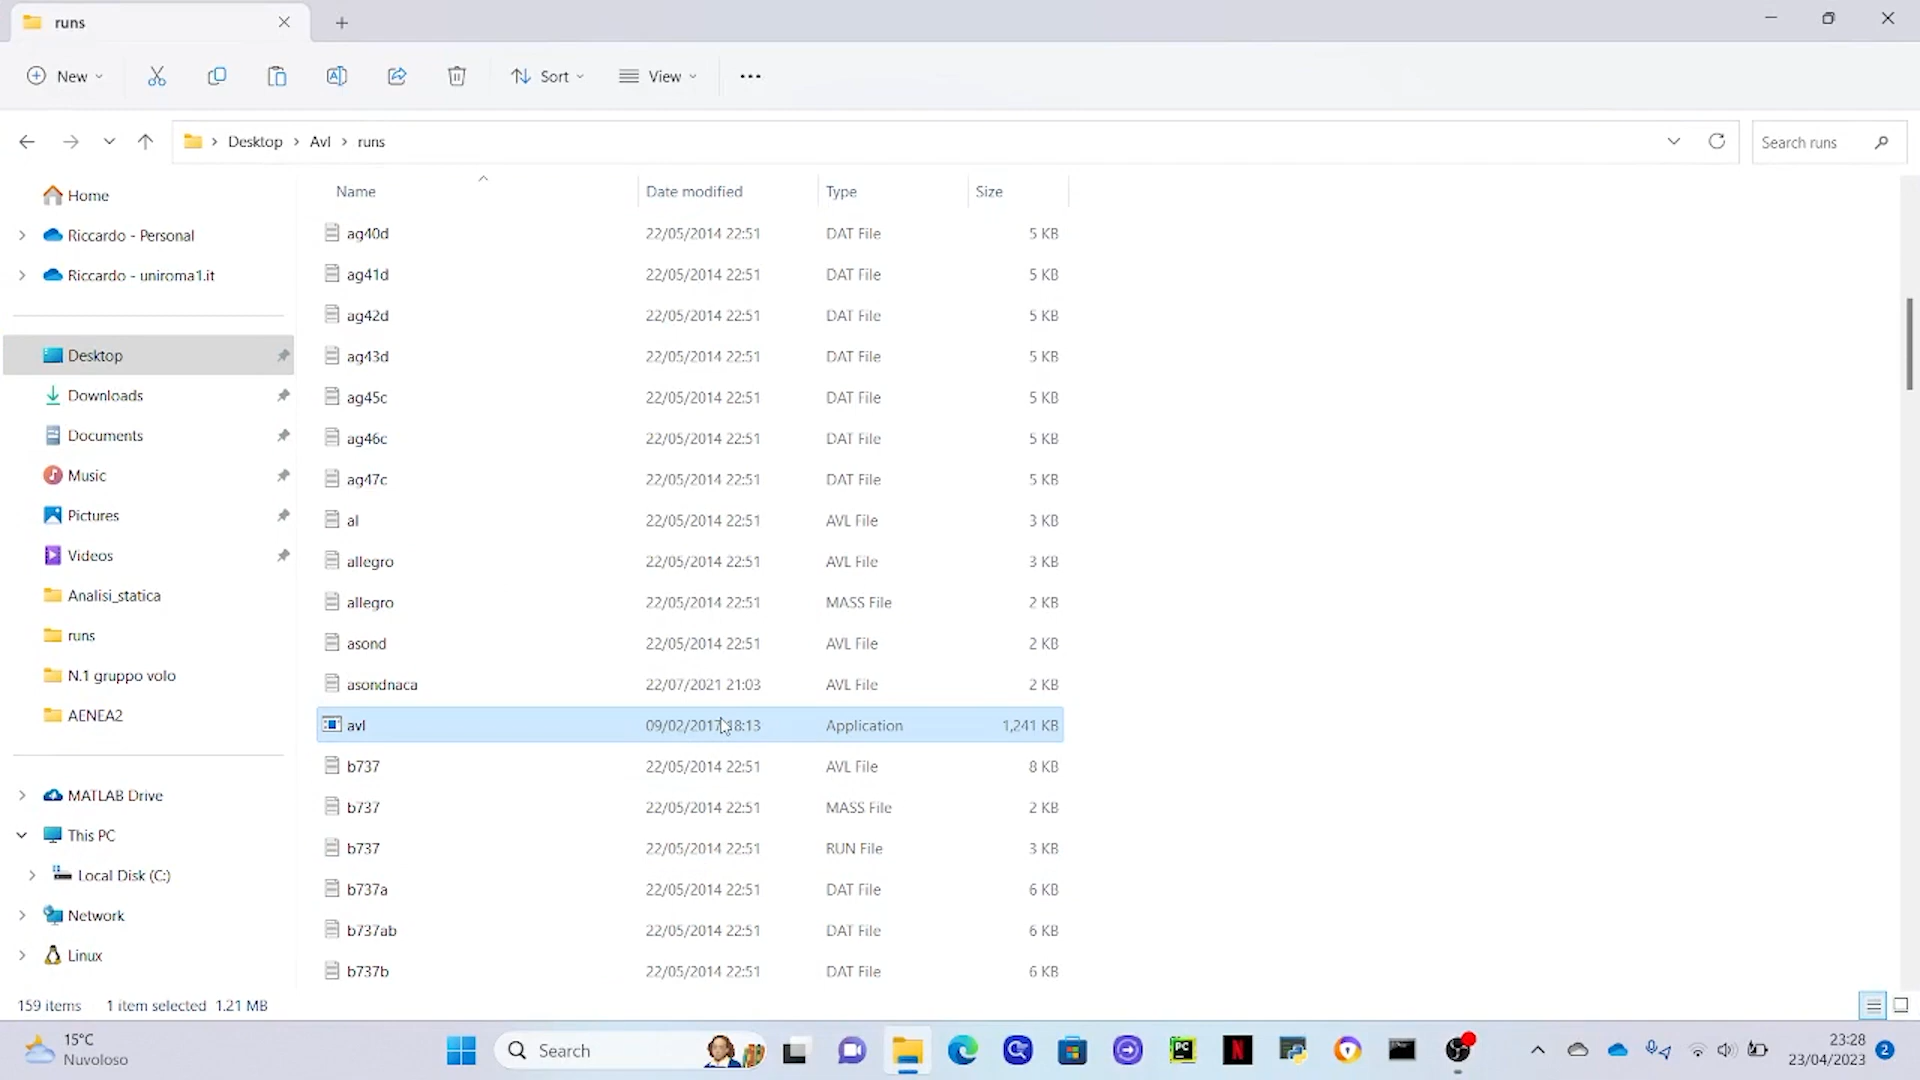 runs
New Sort View
Desktop Avl runs Search runs
Name Date modified Type Size
Home
Riccardo - Personal
Riccardo - uniroma1.it
Desktop
Downloads
Documents
Music
Pictures
Videos
Analisi_statica
runs
N.1 gruppo volo
AENEA2
MATLAB Drive
This PC
Local Disk (C:)
Network
Linux
ag40d 22/05/2014 22:51 DAT File 5 KB
ag41d 22/05/2014 22:51 DAT File 5 KB
ag42d 22/05/2014 22:51 DAT File 5 KB
ag43d 22/05/2014 22:51 DAT File 5 KB
ag45c 22/05/2014 22:51 DAT File 5 KB
ag46c 22/05/2014 22:51 DAT File 5 KB
ag47c 22/05/2014 22:51 DAT File 5 KB
al 22/05/2014 22:51 AVL File 3 KB
allegro 22/05/2014 22:51 AVL File 3 KB
allegro 22/05/2014 22:51 MASS File 2 KB
asond 22/05/2014 22:51 AVL File 2 KB
asondnaca 22/07/2021 21:03 AVL File 2 KB
avl 09/02/2017 18:13 Application 1,241 KB
b737 22/05/2014 22:51 AVL File 8 KB
b737 22/05/2014 22:51 MASS File 2 KB
b737 22/05/2014 22:51 RUN File 3 KB
b737a 22/05/2014 22:51 DAT File 6 KB
b737ab 22/05/2014 22:51 DAT File 6 KB
b737b 22/05/2014 22:51 DAT File 6 KB
159 items 1 item selected 1.21 MB
15°C
Nuvoloso
Search
PC
N
23:28
23/04/2023
2